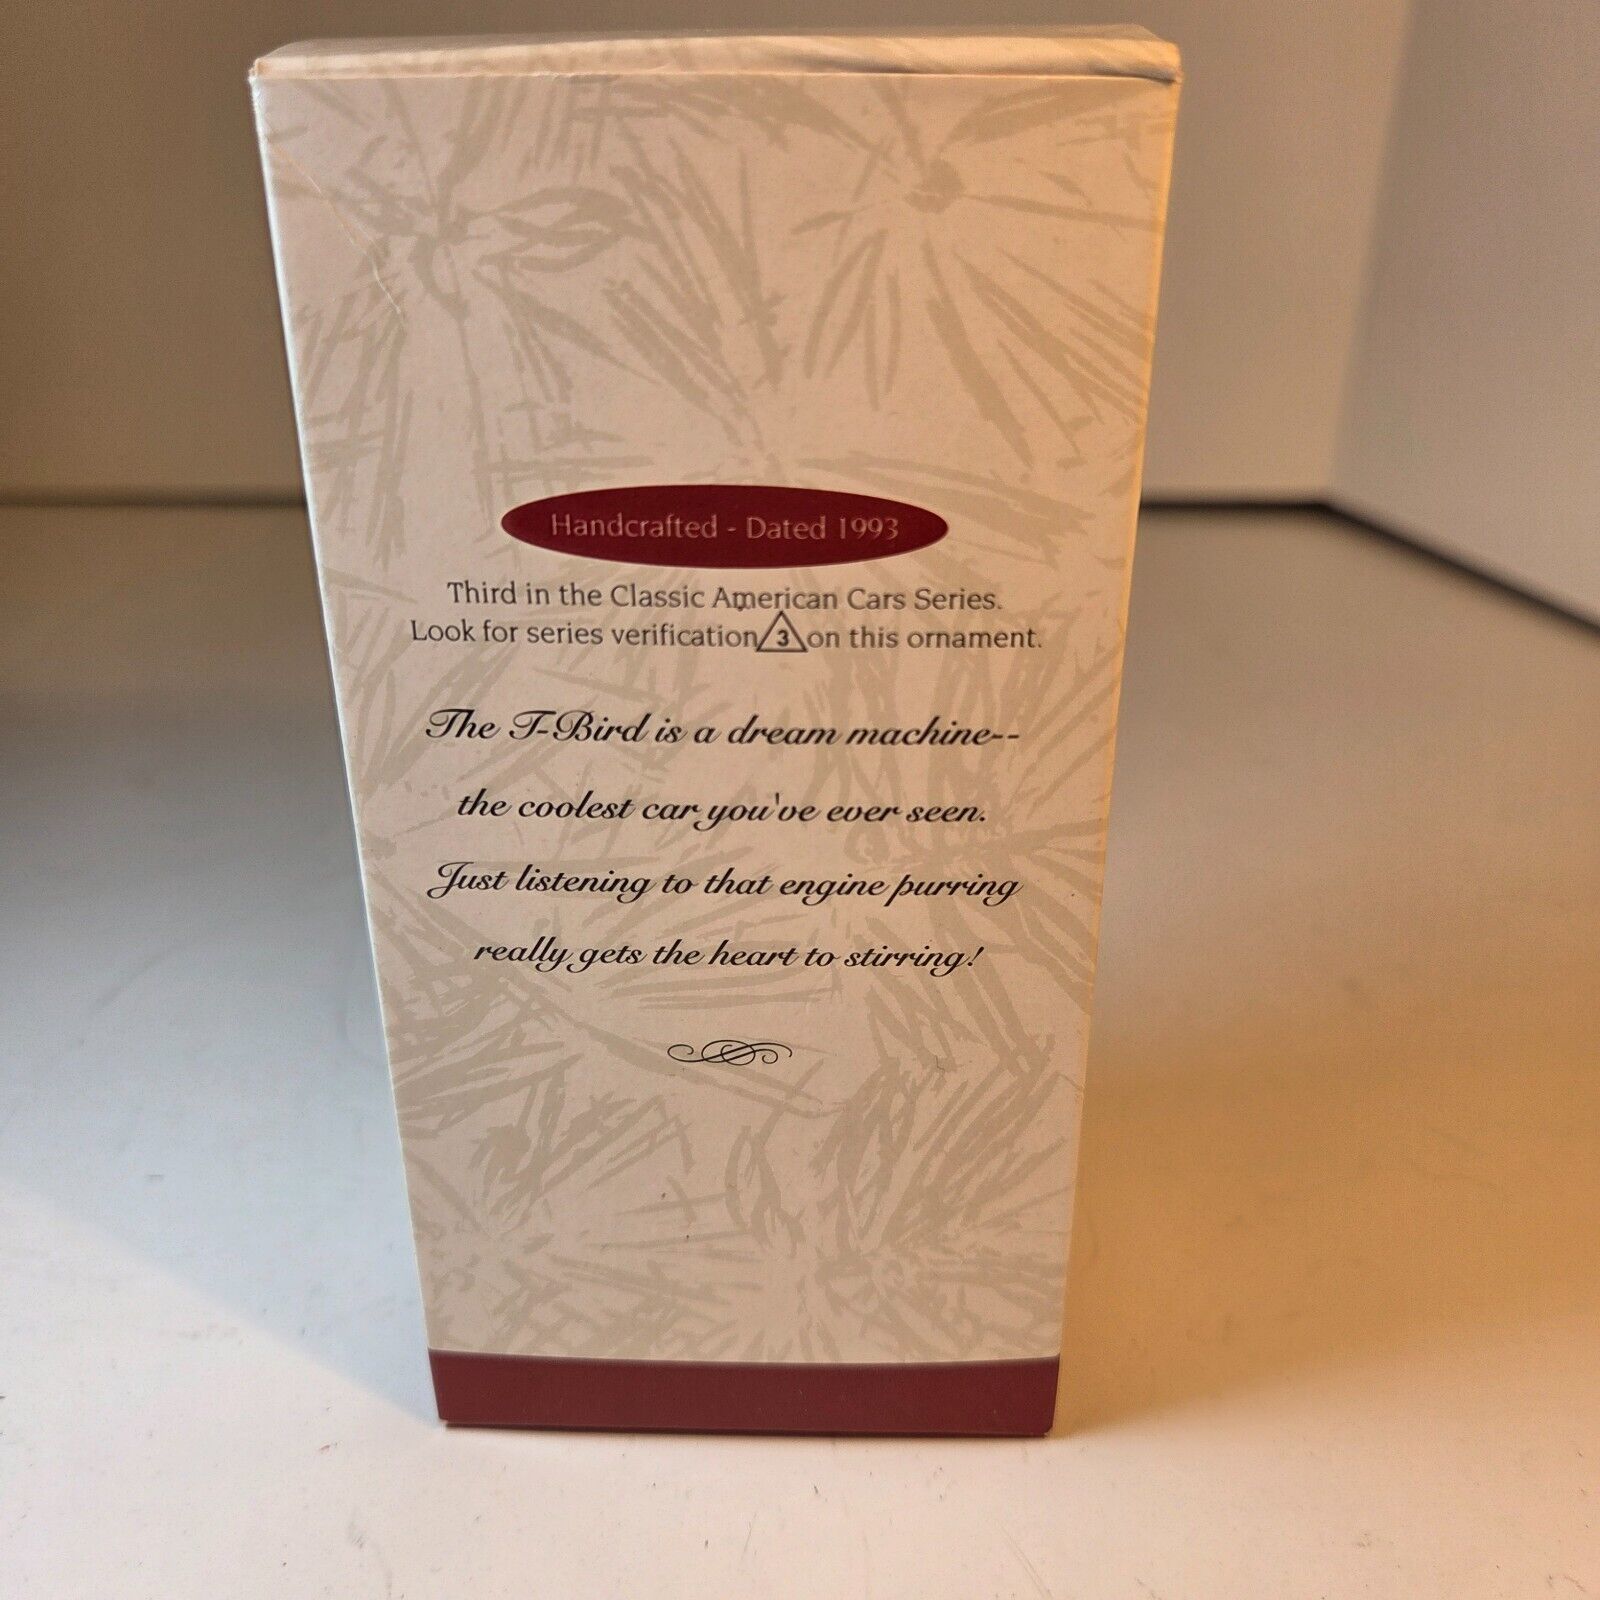 Handcrafted - Dated 1993
Third in the Classic American Cars Series.
Look for series verification 3 on this ornament.
The T-Bird is a dream machine--
the coolest car you've ever seen.
Just listening to that engine purring
really gets the heart to stirring!